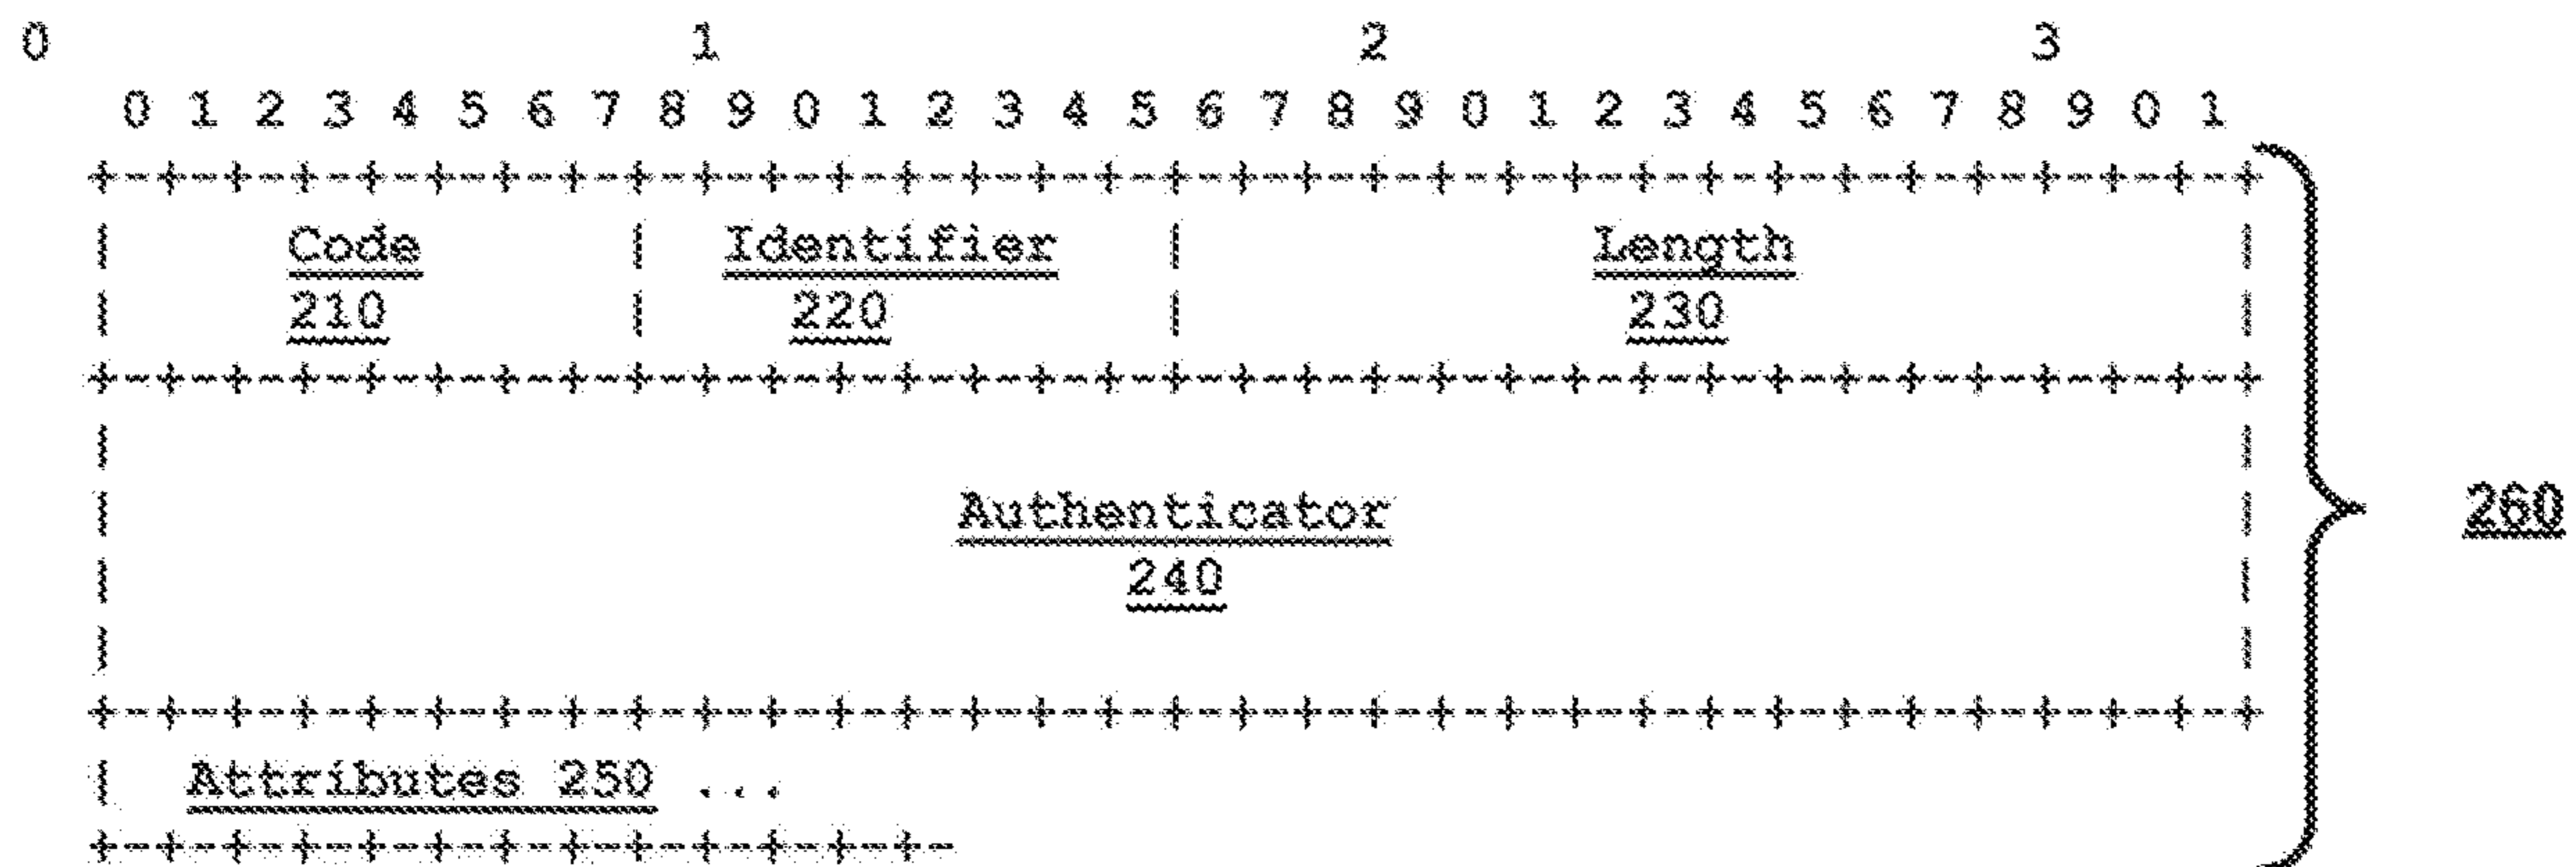 0 1 2 3
0 1 2 3 4 5 6 7 8 9 0 1 2 3 4 5 6 7 8 9 0 1 2 3 4 5 6 7 8 9 0 1
+-+-+-+-+-+-+-+-+-+-+-+-+-+-+-+-+-+-+-+-+-+-+-+-+-+-+-+-+-+-+-+-+
| Code | Identifier | Length |
| 210 | 220 | 230 |
+-+-+-+-+-+-+-+-+-+-+-+-+-+-+-+-+-+-+-+-+-+-+-+-+-+-+-+-+-+-+-+-+
| |
| Authenticator | 260
| 240 |
| |
+-+-+-+-+-+-+-+-+-+-+-+-+-+-+-+-+-+-+-+-+-+-+-+-+-+-+-+-+-+-+-+-+
| Attributes 250 ...
+-+-+-+-+-+-+-+-+-+-+-+-+-